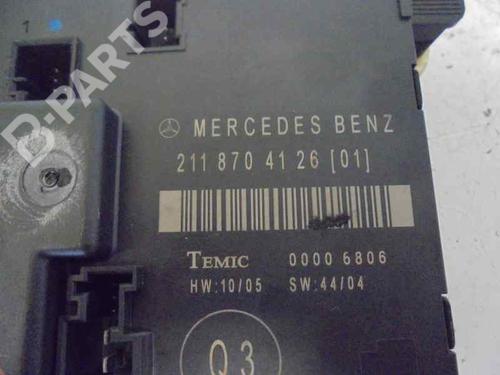 1
B-PARTS
MERCEDES BENZ
211 870 41 26 [01]
TEMIC 0000 6806
HW:10/05 SW:44/04
Q3